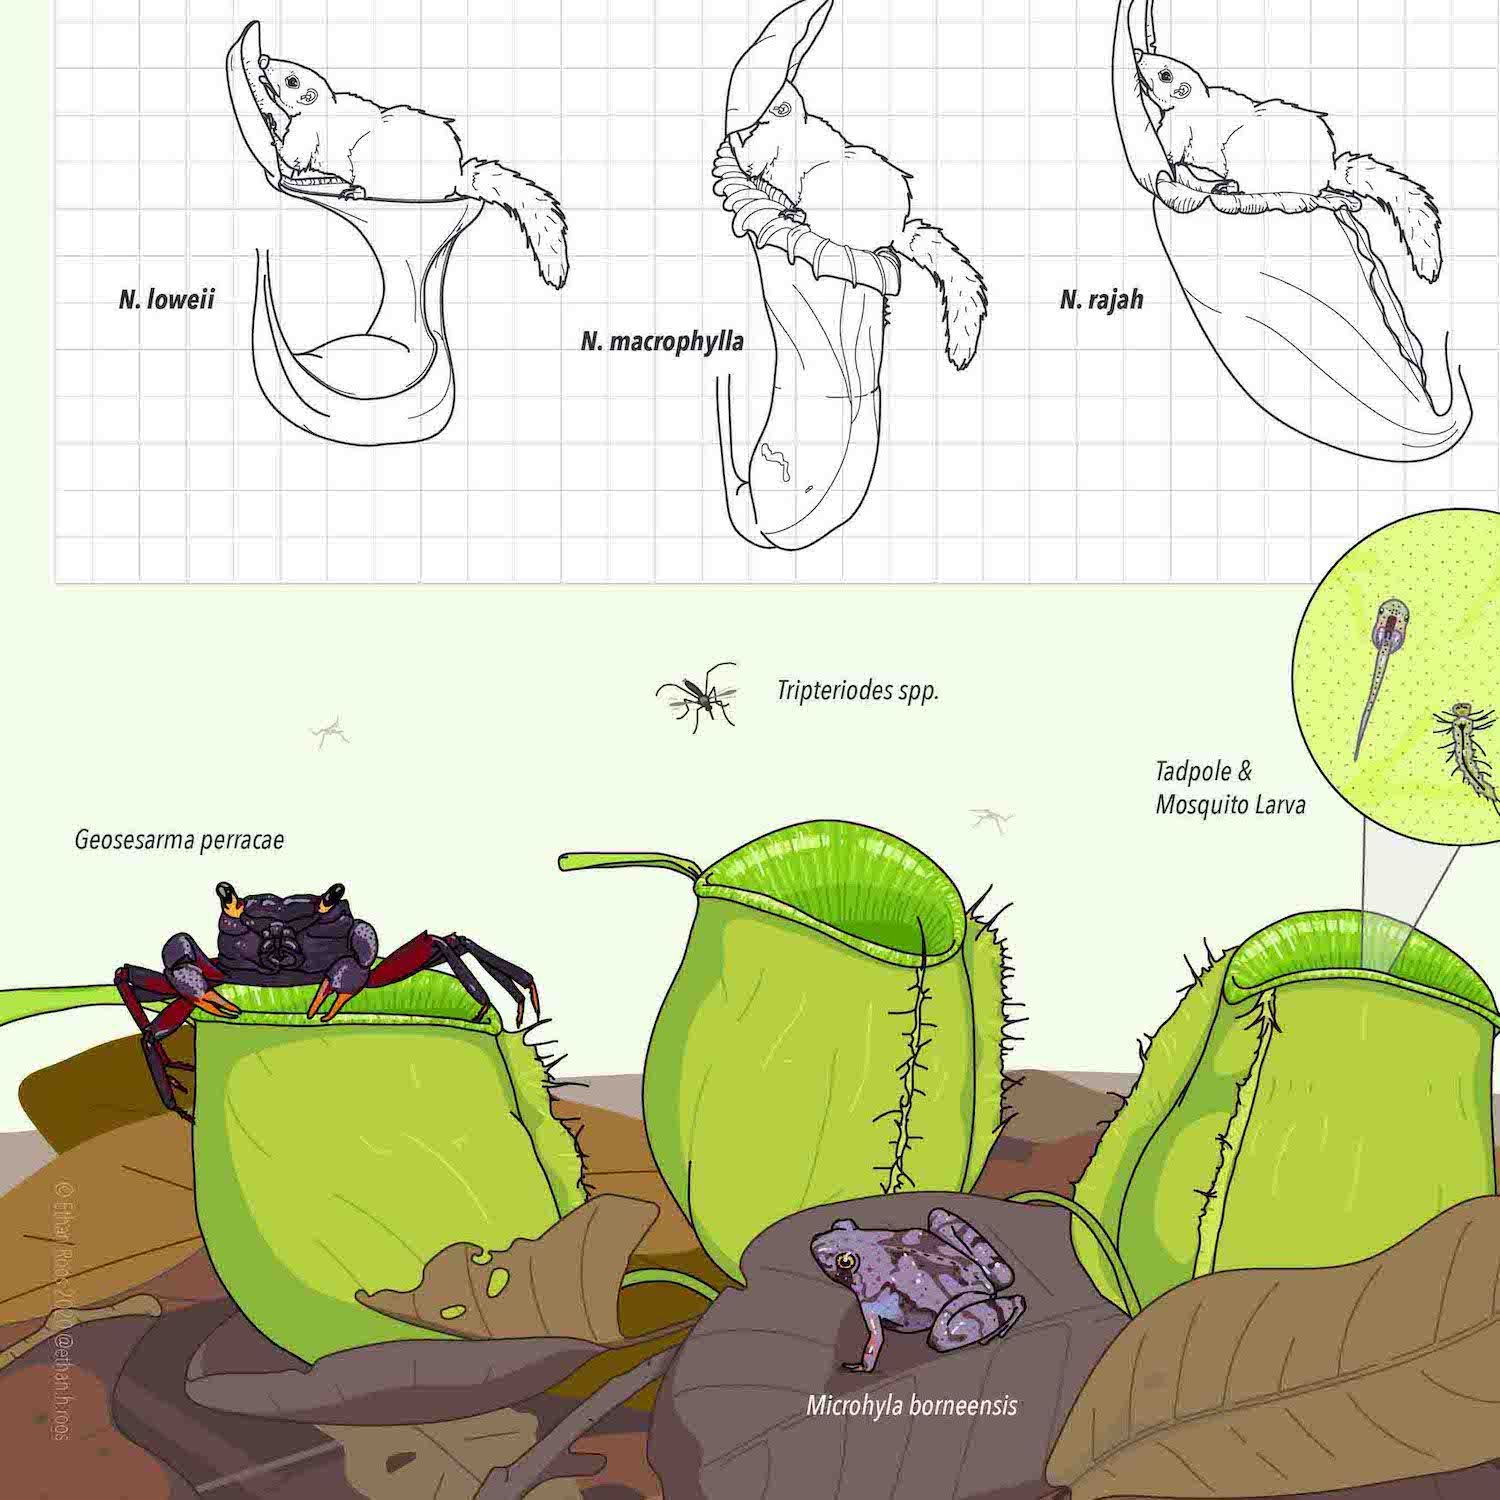 N. loweii
N. macrophylla
N. rajah
Tripteriodes spp.
Tadpole &
Mosquito Larva
Geosesarma perracae
Microhyla borneensis
© Ethan Roos 2020 @ethan.h.roos